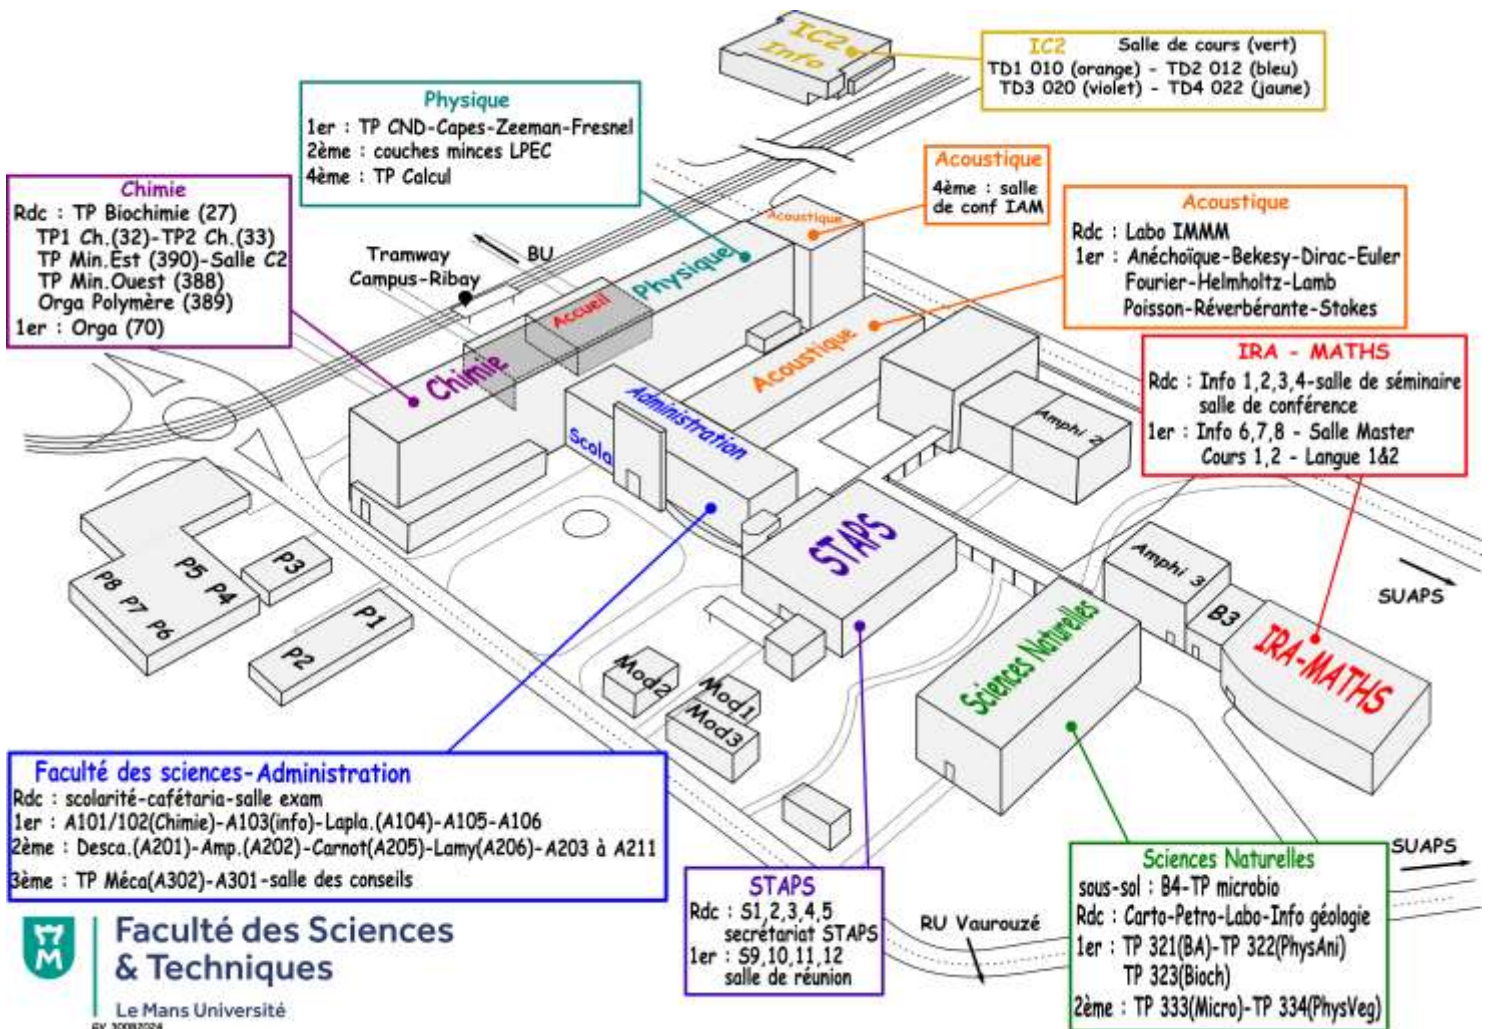 IC2
Info
IC2 Salle de cours (vert)
TD1 010 (orange) - TD2 012 (bleu)
TD3 020 (violet) - TD4 022 (jaune)
Physique
1er : TP CND-Capes-Zeeman-Fresnel
2ème : couches minces LPEC
4ème : TP Calcul
Acoustique
4ème : salle
de conf IAM
Chimie
Rdc : TP Biochimie (27)
TP1 Ch.(32)-TP2 Ch.(33)
TP Min.Est (390)-Salle C2
TP Min.Ouest (388)
Orga Polymère (389)
1er : Orga (70)
Acoustique
Rdc : Labo IMMM
1er : Anéchoïque-Bekesy-Dirac-Euler
Fourier-Helmholtz-Lamb
Poisson-Réverbérante-Stokes
Tramway
Campus-Ribay
BU
Acoustique
Physique
Accueil
Chimie
Acoustique
Administration
Scola
Amphi 2
IRA - MATHS
Rdc : Info 1,2,3,4-salle de séminaire
salle de conférence
1er : Info 6,7,8 - Salle Master
Cours 1,2 - Langue 1&2
STAPS
Amphi 3
B3
IRA-MATHS
SUAPS
Sciences Naturelles
P8 P7 P6
P5 P4
P3
P1
P2
Mod2
Mod1
Mod3
Faculté des sciences-Administration
Rdc : scolarité-cafétaria-salle exam
1er : A101/102(Chimie)-A103(info)-Lapla.(A104)-A105-A106
2ème : Desca.(A201)-Amp.(A202)-Carnot(A205)-Lamy(A206)-A203 à A211
3ème : TP Méca(A302)-A301-salle des conseils
STAPS
Rdc : S1,2,3,4,5
secrétariat STAPS
1er : S9,10,11,12
salle de réunion
RU Vaurouzé
SUAPS
Sciences Naturelles
sous-sol : B4-TP microbio
Rdc : Carto-Petro-Labo-Info géologie
1er : TP 321(BA)-TP 322(PhysAni)
TP 323(Bioch)
2ème : TP 333(Micro)-TP 334(PhysVeg)
Faculté des Sciences
& Techniques
Le Mans Université